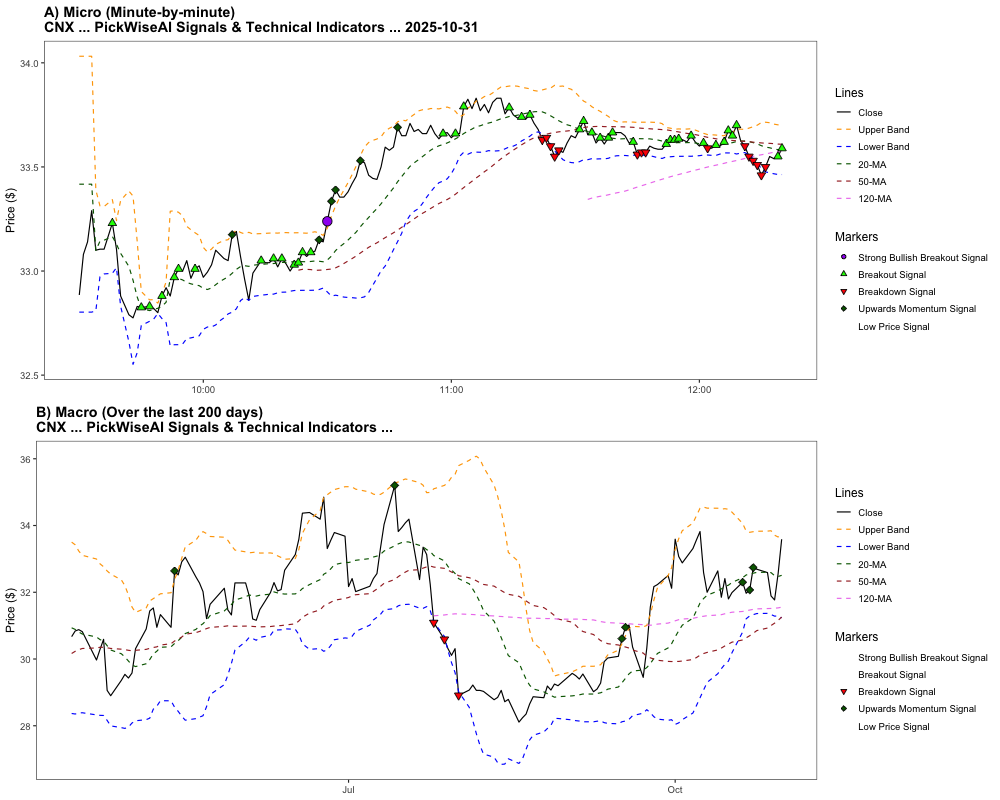 A) Micro (Minute-by-minute)
CNX ... PickWiseAI Signals & Technical Indicators ... 2025-10-31
Price ($)
34.0
33.5
33.0
32.5
10:00
11:00
12:00
Lines
Close
Upper Band
Lower Band
20-MA
50-MA
120-MA
Markers
Strong Bullish Breakout Signal
Breakout Signal
Breakdown Signal
Upwards Momentum Signal
Low Price Signal
B) Macro (Over the last 200 days)
CNX ... PickWiseAI Signals & Technical Indicators ...
Price ($)
36
34
32
30
28
Jul
Oct
Lines
Close
Upper Band
Lower Band
20-MA
50-MA
120-MA
Markers
Strong Bullish Breakout Signal
Breakout Signal
Breakdown Signal
Upwards Momentum Signal
Low Price Signal